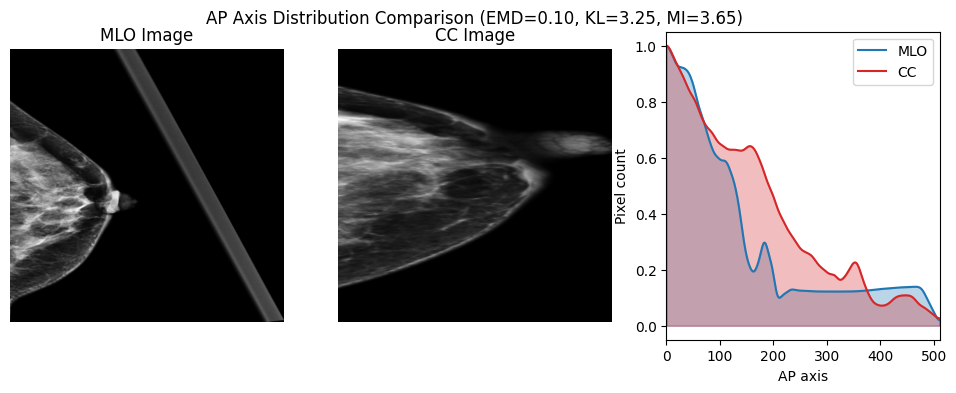 AP Axis Distribution Comparison (EMD=0.10, KL=3.25, MI=3.65)
MLO Image
CC Image
MLO
CC
Pixel count
1.0
0.8
0.6
0.4
0.2
0.0
0 100 200 300 400 500
AP axis